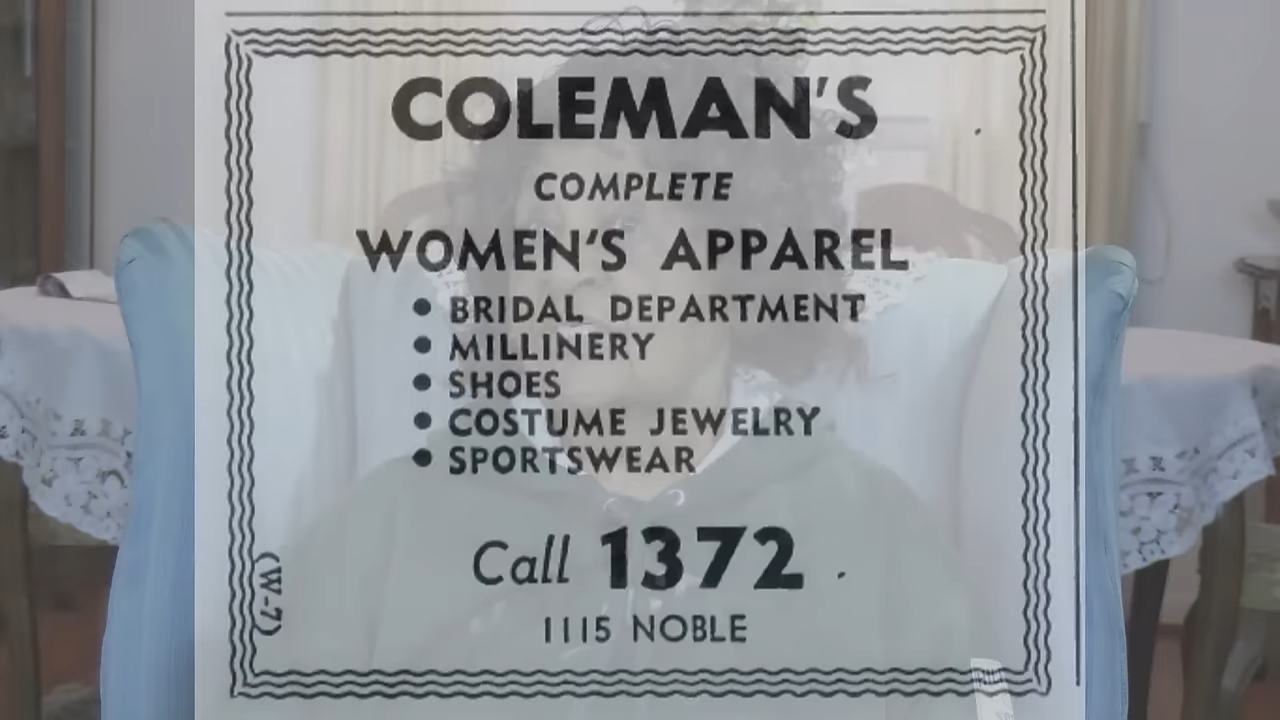 COLEMAN'S
COMPLETE
WOMEN'S APPAREL
• BRIDAL DEPARTMENT
• MILLINERY
• SHOES
• COSTUME JEWELRY
• SPORTSWEAR
Call 1372
1115 NOBLE
(W-7)